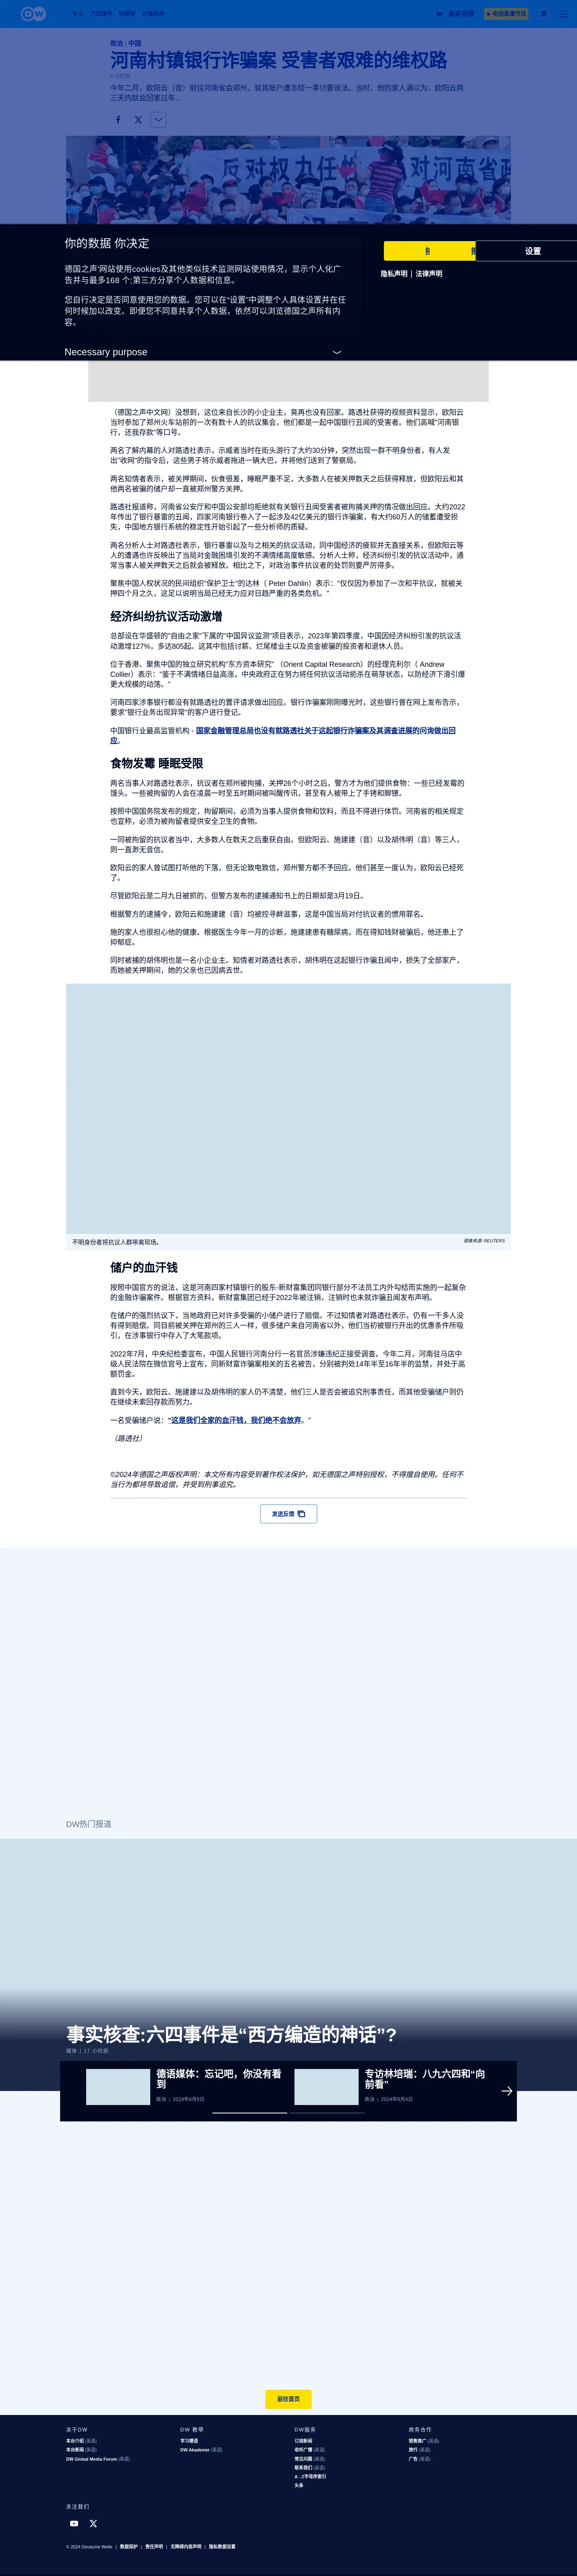 DW
六四事件
特朗普
台海两岸
最新视频
电视直播节目
政治 | 中国
河南村镇银行诈骗案 受害者艰难的维权路
今年二月，欧阳云（音）前往河南省会郑州，就其账户遭冻结一事讨要说法。当时，他的家人满以为，欧阳云两
三天内就会回家过年...
你的数据 你决定
德国之声˚网站使用cookies及其他类似技术监测网站使用情况，显示个人化广
告并与最多168 个˙第三方分享个人数据和信息。
您自行决定是否同意使用您的数据。您可以在“设置”中调整个人具体设置并在任
何时候加以改变。即便您不同意共享个人数据，依然可以浏览德国之声所有内
容。
Necessary purpose
设置
隐私声明 | 法律声明
（德国之声中文网）没想到，这位来自长沙的小企业主，竟再也没有回家。路透社获得的视频资料显示，欧阳云
当时参加了郑州火车站前的一次有数十人的抗议集会，他们都是一起中国银行丑闻的受害者。他们高喊"河南银
行，还我存款"等口号。
两名了解内幕的人对路透社表示，示威者当时在街头游行了大约30分钟，突然出现一群不明身份者，有人发
出"收网"的指令后，这些男子将示威者拖进一辆大巴，并将他们送到了警察局。
两名知情者表示，被关押期间，伙食很差，睡眠严重不足，大多数人在被关押数天之后获得释放，但欧阳云和其
他两名被骗的储户却一直被郑州警方关押。
路透社报道称，河南省公安厅和中国公安部均拒绝就有关银行丑闻受害者被拘捕关押的情况做出回应。大约2022
年传出了银行暴雷的丑闻，四家河南银行卷入了一起涉及42亿美元的银行诈骗案，有大约60万人的储蓄遭受损
失，中国地方银行系统的稳定性开始引起了一些分析师的质疑。
两名分析人士对路透社表示，银行暴雷以及与之相关的抗议活动，同中国经济的疲软并无直接关系，但欧阳云等
人的遭遇也许反映出了当局对金融困境引发的不满情绪高度敏感。分析人士称，经济纠纷引发的抗议活动中，通
常当事人被关押数天之后就会被释放。相比之下，对政治事件抗议者的处罚则要严厉得多。
聚焦中国人权状况的民间组织"保护卫士"的达林（ Peter Dahlin）表示："仅仅因为参加了一次和平抗议，就被关
押四个月之久，这足以说明当局已经无力应对日趋严重的各类危机。"
经济纠纷抗议活动激增
总部设在华盛顿的"自由之家"下属的"中国异议监测"项目表示，2023年第四季度，中国因经济纠纷引发的抗议活
动激增127%，多达805起。这其中包括讨薪、烂尾楼业主以及资金被骗的投资者和退休人员。
位于香港、聚焦中国的独立研究机构"东方资本研究" （Orient Capital Research）的经理克利尔（ Andrew
Collier）表示："鉴于不满情绪日益高涨，中央政府正在努力将任何抗议活动扼杀在萌芽状态，以防经济下滑引爆
更大规模的动荡。"
河南四家涉事银行都没有就路透社的置评请求做出回应。银行诈骗案刚刚曝光时，这些银行曾在网上发布告示，
要求"银行业务出现异常"的客户进行登记。
中国银行业最高监管机构 - 国家金融管理总局也没有就路透社关于这起银行诈骗案及其调查进展的问询做出回
应。
食物发霉 睡眠受限
两名当事人对路透社表示，抗议者在郑州被拘捕，关押26个小时之后，警方才为他们提供食物：一些已经发霉的
馒头。一些被拘留的人会在凌晨一时至五时期间被叫醒传讯，甚至有人被带上了手铐和脚镣。
按照中国国务院发布的规定，拘留期间，必须为当事人提供食物和饮料，而且不得进行体罚。河南省的相关规定
也宣称，必须为被拘留者提供安全卫生的食物。
一同被拘留的抗议者当中，大多数人在数天之后重获自由。但欧阳云、施建建（音）以及胡伟明（音）等三人，
则一直渺无音信。
欧阳云的家人曾试图打听他的下落，但无论致电致信，郑州警方都不予回应。他们甚至一度认为，欧阳云已经死
了。
尽管欧阳云是二月九日被抓的，但警方发布的逮捕通知书上的日期却是3月19日。
根据警方的逮捕令，欧阳云和施建建（音）均被控寻衅滋事，这是中国当局对付抗议者的惯用罪名。
施的家人也很担心他的健康。根据医生今年一月的诊断，施建建患有糖尿病，而在得知钱财被骗后，他还患上了
抑郁症。
同时被捕的胡伟明也是一名小企业主。知情者对路透社表示，胡伟明在这起银行诈骗丑闻中，损失了全部家产，
而她被关押期间，她的父亲也已因病去世。
不明身份者将抗议人群带离现场。
图像来源: REUTERS
储户的血汗钱
按照中国官方的说法，这是河南四家村镇银行的股东-新财富集团同银行部分不法员工内外勾结而实施的一起复杂
的金融诈骗案件。根据官方资料，新财富集团已经于2022年被注销，注销时也未就诈骗丑闻发布声明。
在储户的强烈抗议下，当地政府已对许多受骗的小储户进行了赔偿。不过知情者对路透社表示，仍有一千多人没
有得到赔偿。同目前被关押在郑州的三人一样，很多储户来自河南省以外，他们当初被银行开出的优惠条件所吸
引，在涉事银行中存入了大笔款项。
2022年7月，中央纪检委宣布，中国人民银行河南分行一名官员涉嫌违纪正接受调查。今年二月，河南驻马店中
级人民法院在微信官号上宣布，同新财富诈骗案相关的五名被告，分别被判处14年半至16年半的监禁，并处于高
额罚金。
直到今天，欧阳云、施建建以及胡伟明的家人仍不清楚，他们三人是否会被追究刑事责任，而其他受骗储户则仍
在继续未索回存款而努力。
一名受骗储户说："这是我们全家的血汗钱，我们绝不会放弃。"
（路透社）
©2024年德国之声版权声明：本文所有内容受到著作权法保护，如无德国之声特别授权，不得擅自使用。任何不
当行为都将导致追偿，并受到刑事追究。
发送反馈
DW热门报道
事实核查:六四事件是“西方编造的神话”?
媒体 | 17 小时前
德语媒体：忘记吧，你没有看
到
政治 | 2024年6月5日
专访林培瑞：八九六四和“向
前看”
政治 | 2024年6月4日
前往首页
关于DW
本台介绍 (英语)
本台新闻 (英语)
DW Global Media Forum (英语)
DW 教學
学习德语
DW Akademie (英语)
DW服务
订阅新闻
收听广播 (英语)
常见问题 (英语)
联系我们 (英语)
A - Z字母序索引
头条
商务合作
销售推广 (英语)
旅行 (英语)
广告 (英语)
关注我们
© 2024 Deutsche Welle | 数据保护 | 责任声明 | 无障碍内容声明 | 隐私数据设置